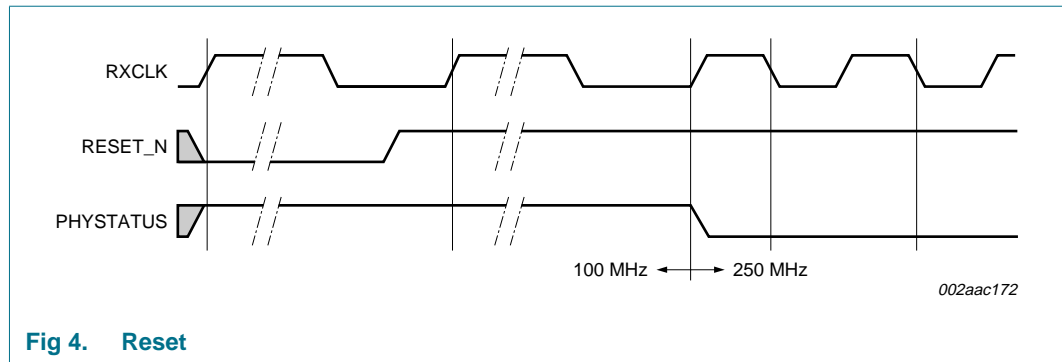 RXCLK
RESET_N
PHYSTATUS
100 MHz 250 MHz
002aac172
Fig 4. Reset